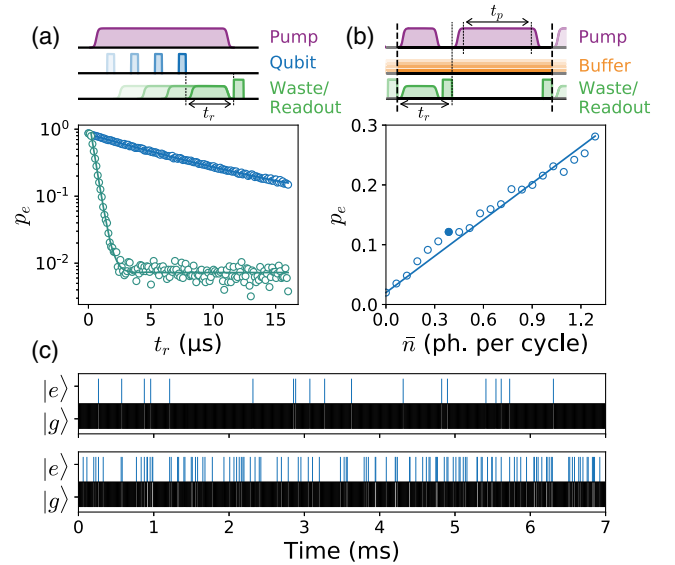 (a)
Pump
Qubit
Waste/
Readout
t_r
10⁰
10⁻¹
10⁻²
p_e
0 5 10 15
t_r (μs)
(b)
t_p
Pump
Buffer
Waste/
Readout
t_r
0.3
0.2
0.1
0.0
p_e
0.0 0.3 0.6 0.9 1.2
n̄ (ph. per cycle)
(c)
|e⟩
|g⟩
|e⟩
|g⟩
0 1 2 3 4 5 6 7
Time (ms)